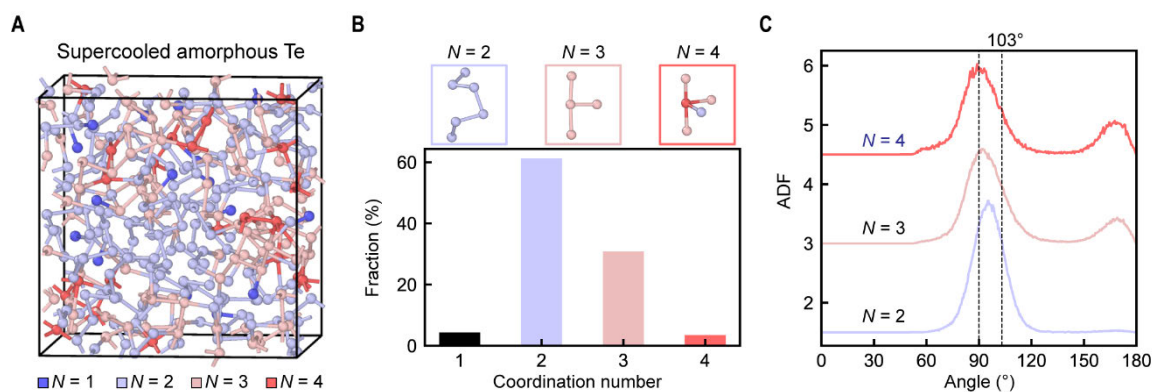 A
Supercooled amorphous Te
N = 1
N = 2
N = 3
N = 4
B
N = 2
N = 3
N = 4
Fraction (%)
60
40
20
0
1
2
3
4
Coordination number
C
103°
ADF
6
5
4
3
2
N = 4
N = 3
N = 2
0
30
60
90
120
150
180
Angle (°)